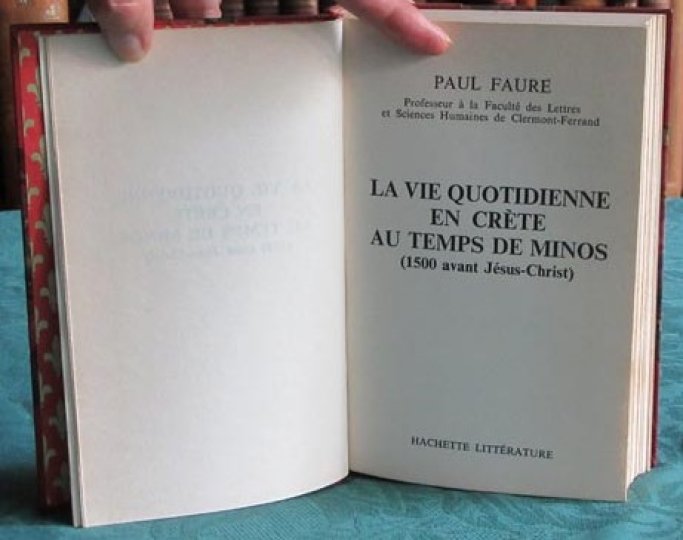 PAUL FAURE
Professeur à la Faculté des Lettres
et Sciences Humaines de Clermont-Ferrand
LA VIE QUOTIDIENNE
EN CRÈTE
AU TEMPS DE MINOS
(1500 avant Jésus-Christ)
HACHETTE LITTÉRATURE